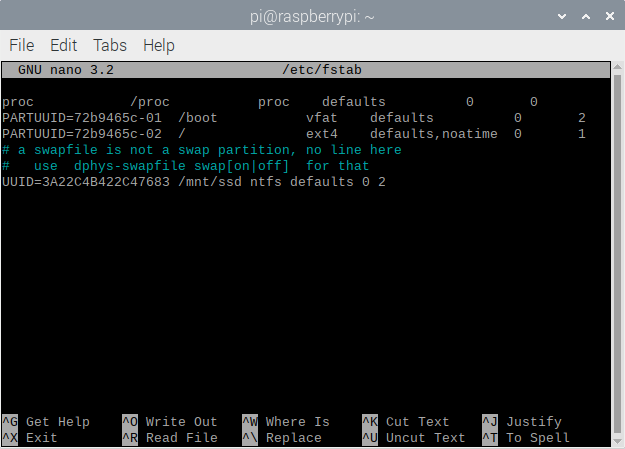 pi@raspberrypi: ~
File Edit Tabs Help
GNU nano 3.2 /etc/fstab
proc /proc proc defaults 0 0
PARTUUID=72b9465c-01 /boot vfat defaults 0 2
PARTUUID=72b9465c-02 / ext4 defaults,noatime 0 1
# a swapfile is not a swap partition, no line here
# use dphys-swapfile swap[on|off] for that
UUID=3A22C4B422C47683 /mnt/ssd ntfs defaults 0 2
^G Get Help ^O Write Out ^W Where Is ^K Cut Text ^J Justify
^X Exit ^R Read File ^\ Replace ^U Uncut Text ^T To Spell